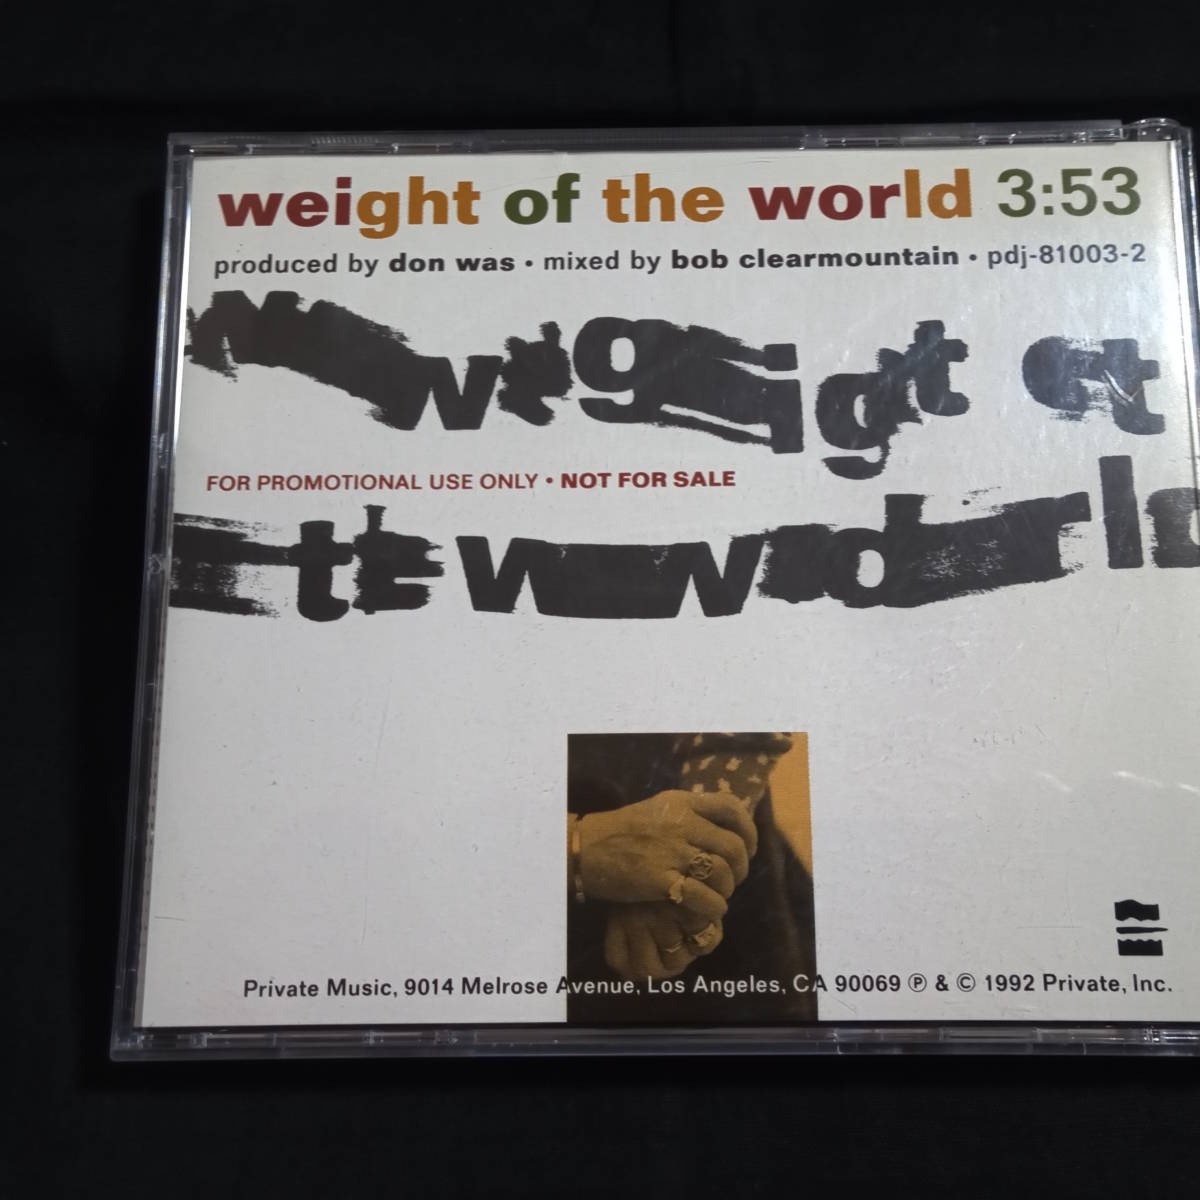 weight of the world 3:53
produced by don was • mixed by bob clearmountain • pdj-81003-2
FOR PROMOTIONAL USE ONLY • NOT FOR SALE
Private Music, 9014 Melrose Avenue, Los Angeles, CA 90069 ℗ & © 1992 Private, Inc.